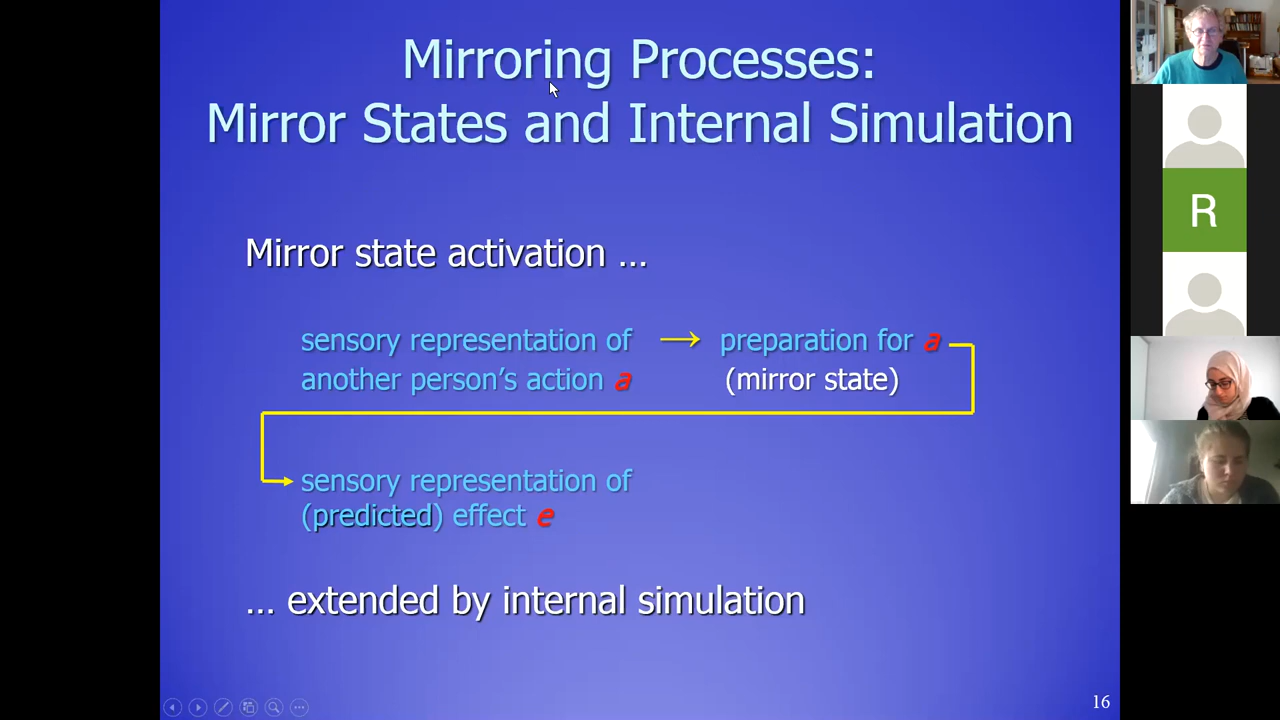 Mirroring Processes:
Mirror States and Internal Simulation
Mirror state activation …
sensory representation of → preparation for a
another person’s action a (mirror state)
sensory representation of
(predicted) effect e
… extended by internal simulation
16
R